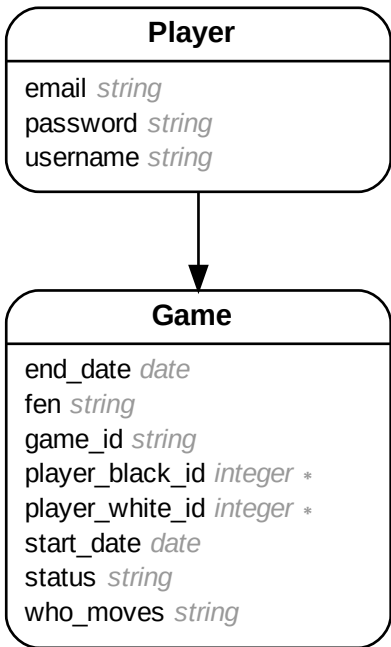 Player
email string
password string
username string
Game
end_date date
fen string
game_id string
player_black_id integer *
player_white_id integer *
start_date date
status string
who_moves string